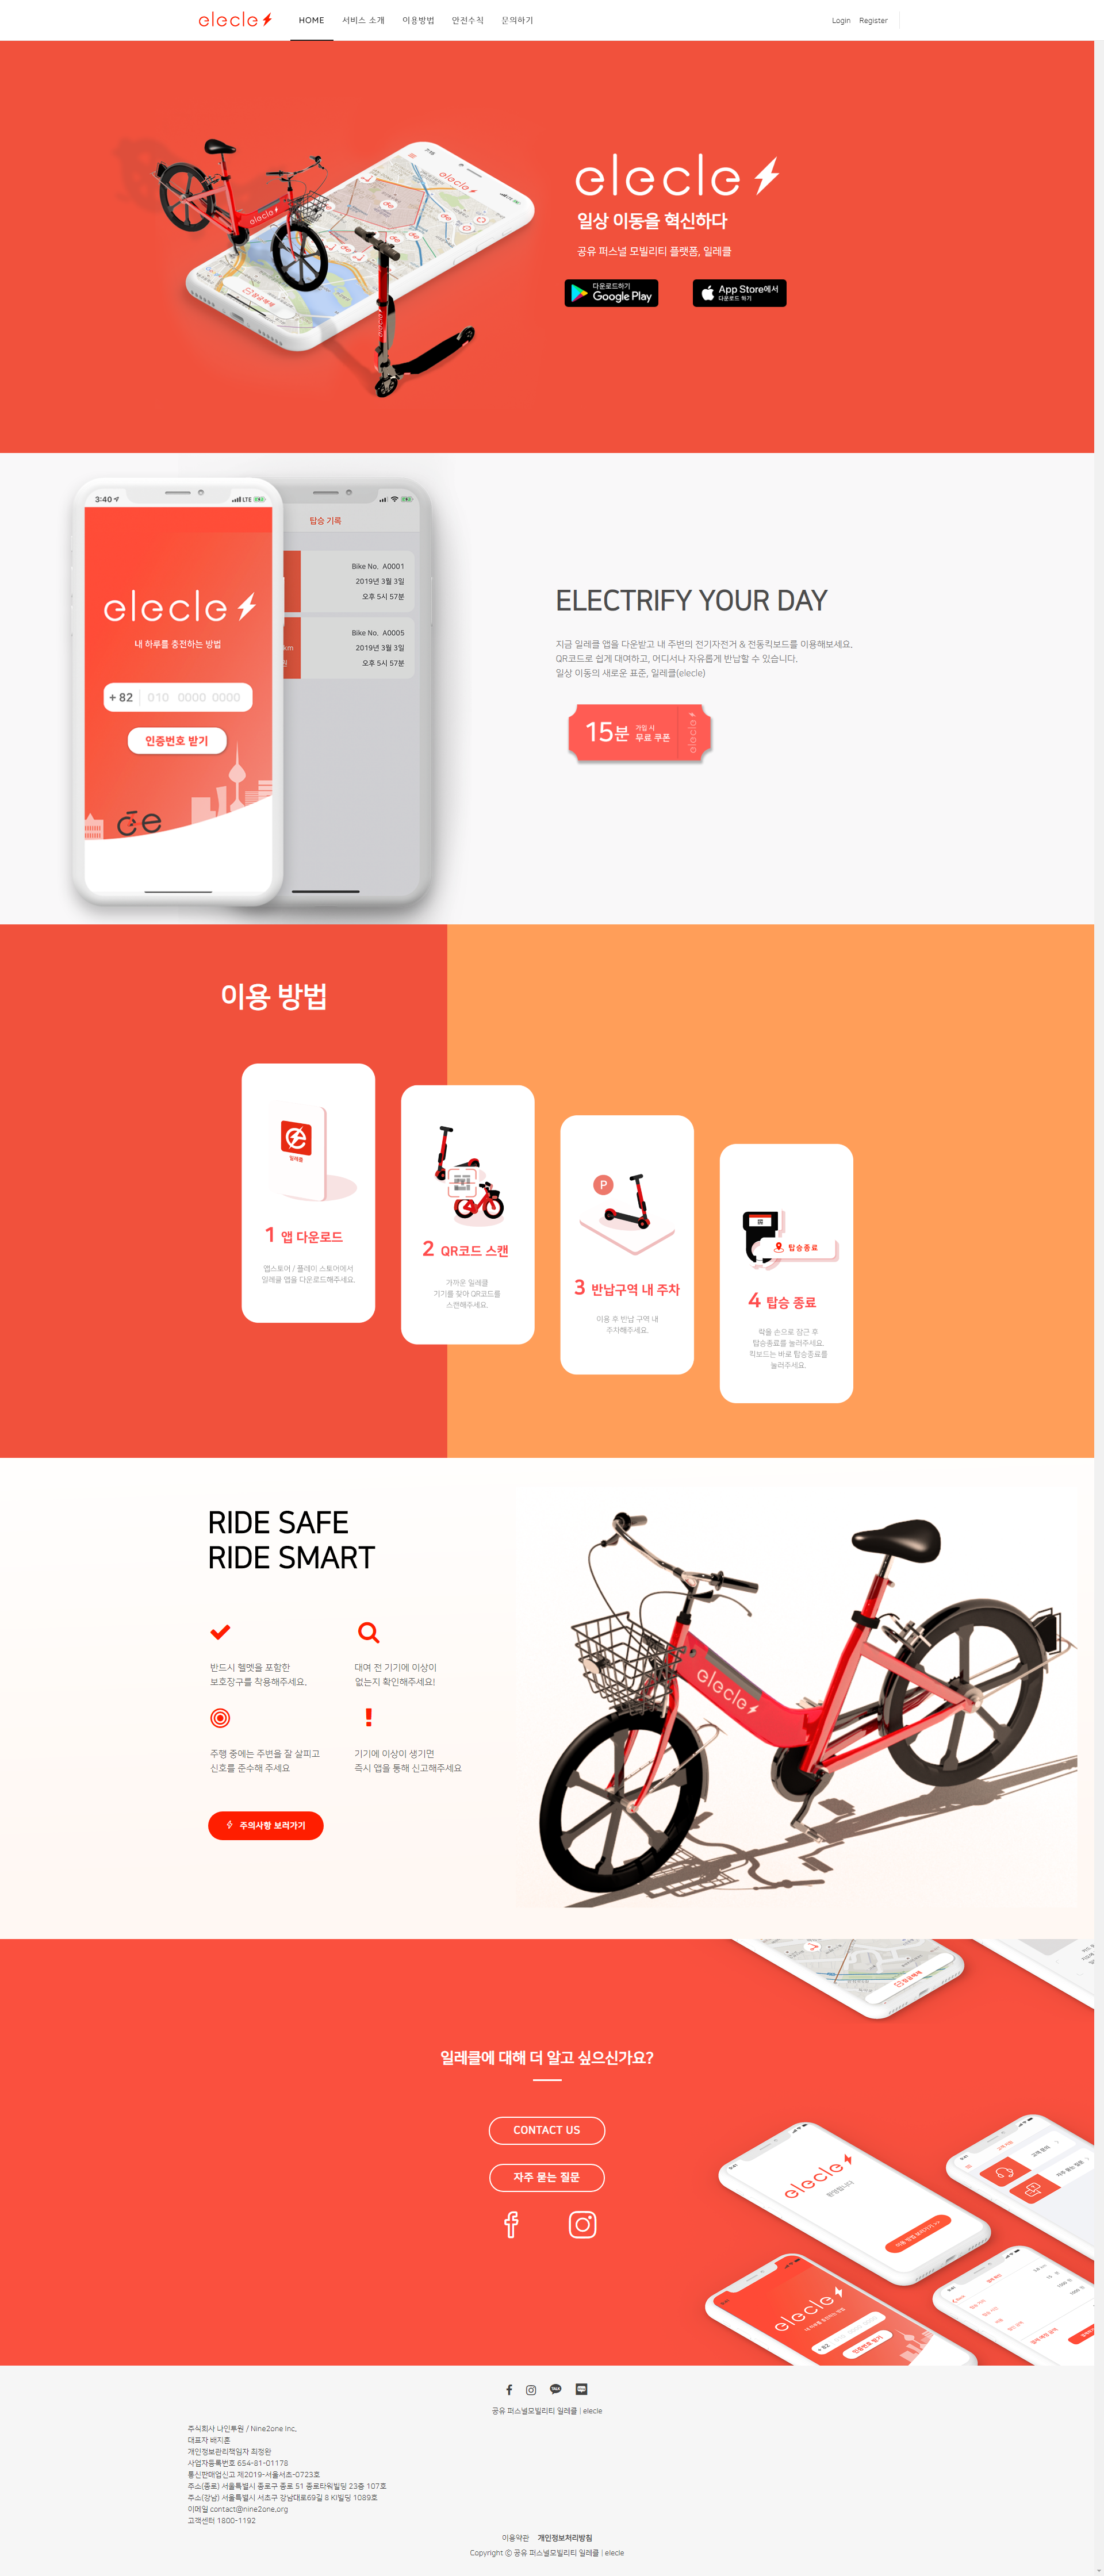 elecle
HOME 서비스 소개 이용방법 안전수칙 문의하기
Login Register
elecle
elecle
elecle
일상 이동을 혁신하다
공유 퍼스널 모빌리티 플랫폼, 일레클
다운로드하기
Google Play
App Store에서
다운로드 하기
3:40
LTE
탑승 기록
Bike No. A0001
2019년 3월 3일
오후 5시 57분
Bike No. A0005
km
2019년 3월 3일
원
오후 5시 57분
elecle
내 하루를 충전하는 방법
+ 82 010 0000 0000
인증번호 받기
ELECTRIFY YOUR DAY
지금 일레클 앱을 다운받고 내 주변의 전기자전거 & 전동킥보드를 이용해보세요.
QR코드로 쉽게 대여하고, 어디서나 자유롭게 반납할 수 있습니다.
일상 이동의 새로운 표준, 일레클(elecle)
15분
가입 시
무료 쿠폰
elecle
이용 방법
일레클
1 앱 다운로드
앱스토어 / 플레이 스토어에서
일레클 앱을 다운로드해주세요.
2 QR코드 스캔
가까운 일레클
기기를 찾아 QR코드를
스캔해주세요.
P
3 반납구역 내 주차
이용 후 반납 구역 내
주차해주세요.
탑승종료
4 탑승 종료
락을 손으로 잠근 후
탑승종료를 눌러주세요.
킥보드는 바로 탑승종료를
눌러주세요.
RIDE SAFE
RIDE SMART
반드시 헬멧을 포함한
보호장구를 착용해주세요.
대여 전 기기에 이상이
없는지 확인해주세요!
주행 중에는 주변을 잘 살피고
신호를 준수해 주세요
기기에 이상이 생기면
즉시 앱을 통해 신고해주세요
주의사항 보러가기
elecle
일레클에 대해 더 알고 싶으신가요?
CONTACT US
자주 묻는 질문
elecle
환영합니다
elecle
+ 82
인증번호 받기
공유 퍼스널모빌리티 일레클 | elecle
주식회사 나인투원 / Nine2one Inc.
대표자 배지훈
개인정보관리책임자 최정완
사업자등록번호 654-81-01178
통신판매업신고 제2019-서울서초-0723호
주소(종로) 서울특별시 종로구 종로 51 종로타워빌딩 23층 107호
주소(강남) 서울특별시 서초구 강남대로69길 8 KI빌딩 1089호
이메일 contact@nine2one.org
고객센터 1800-1192
이용약관 개인정보처리방침
Copyright ⓒ 공유 퍼스널모빌리티 일레클 | elecle